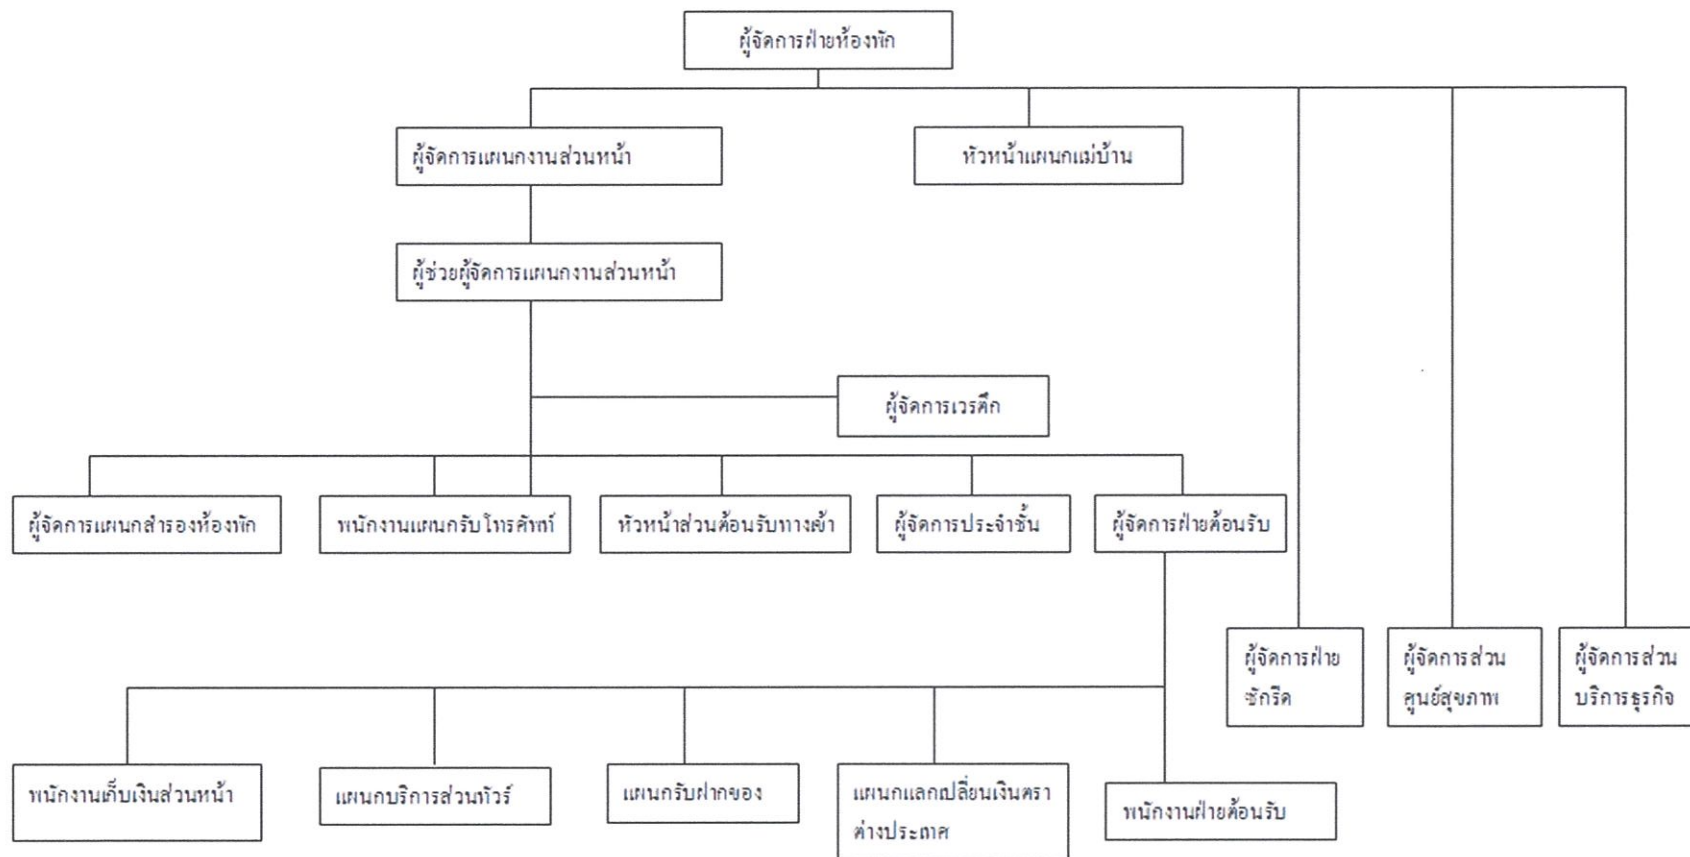 ผู้จัดการฝ่ายห้องพัก
ผู้จัดการแผนกงานส่วนหน้า
หัวหน้าแผนกแม่บ้าน
ผู้ช่วยผู้จัดการแผนกงานส่วนหน้า
ผู้จัดการเวรดึก
ผู้จัดการแผนกสำรองห้องพัก
พนักงานแผนกรับโทรศัพท์
หัวหน้าส่วนต้อนรับทางเข้า
ผู้จัดการประจำชั้น
ผู้จัดการฝ่ายต้อนรับ
ผู้จัดการฝ่าย
ซักรีด
ผู้จัดการส่วน
ศูนย์สุขภาพ
ผู้จัดการส่วน
บริการธุรกิจ
พนักงานเก็บเงินส่วนหน้า
แผนกบริการส่วนทัวร์
แผนกรับฝากของ
แผนกแลกเปลี่ยนเงินตรา
ต่างประเทศ
พนักงานฝ่ายต้อนรับ